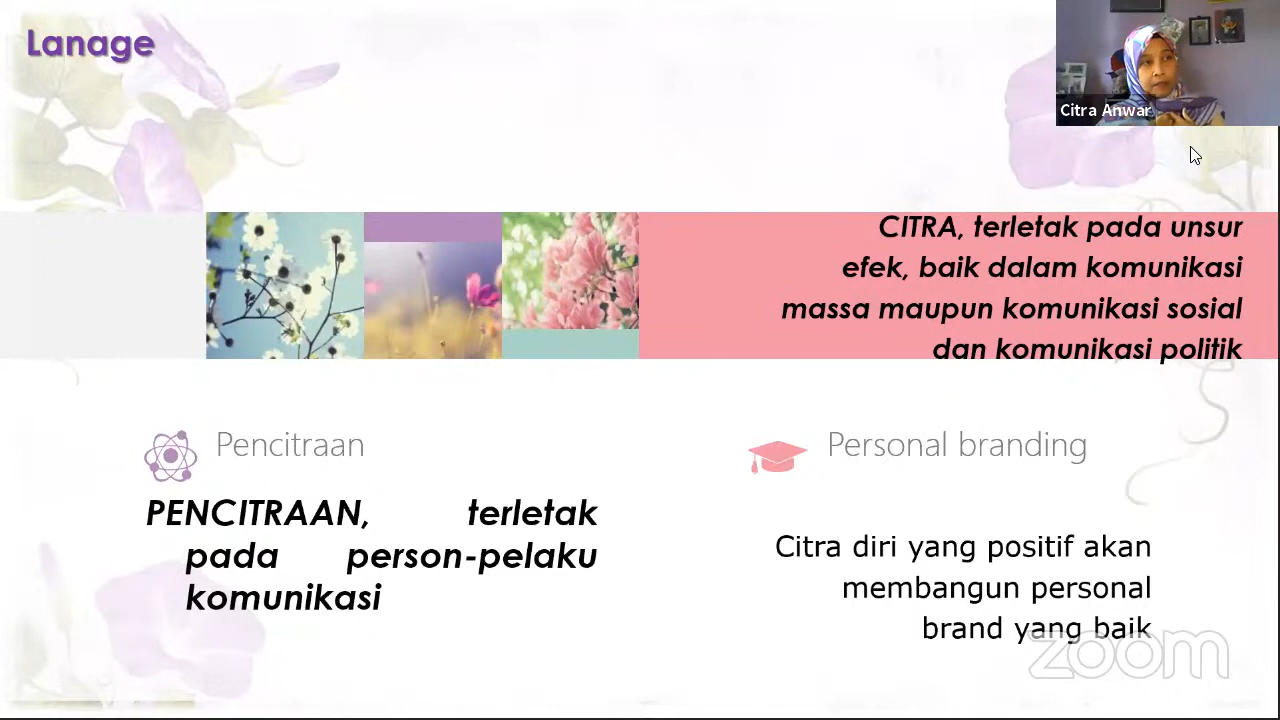 Lanage
Citra Anwar
CITRA, terletak pada unsur
efek, baik dalam komunikasi
massa maupun komunikasi sosial
dan komunikasi politik
Pencitraan
PENCITRAAN, terletak
pada person-pelaku
komunikasi
Personal branding
Citra diri yang positif akan
membangun personal
brand yang baik
zoom